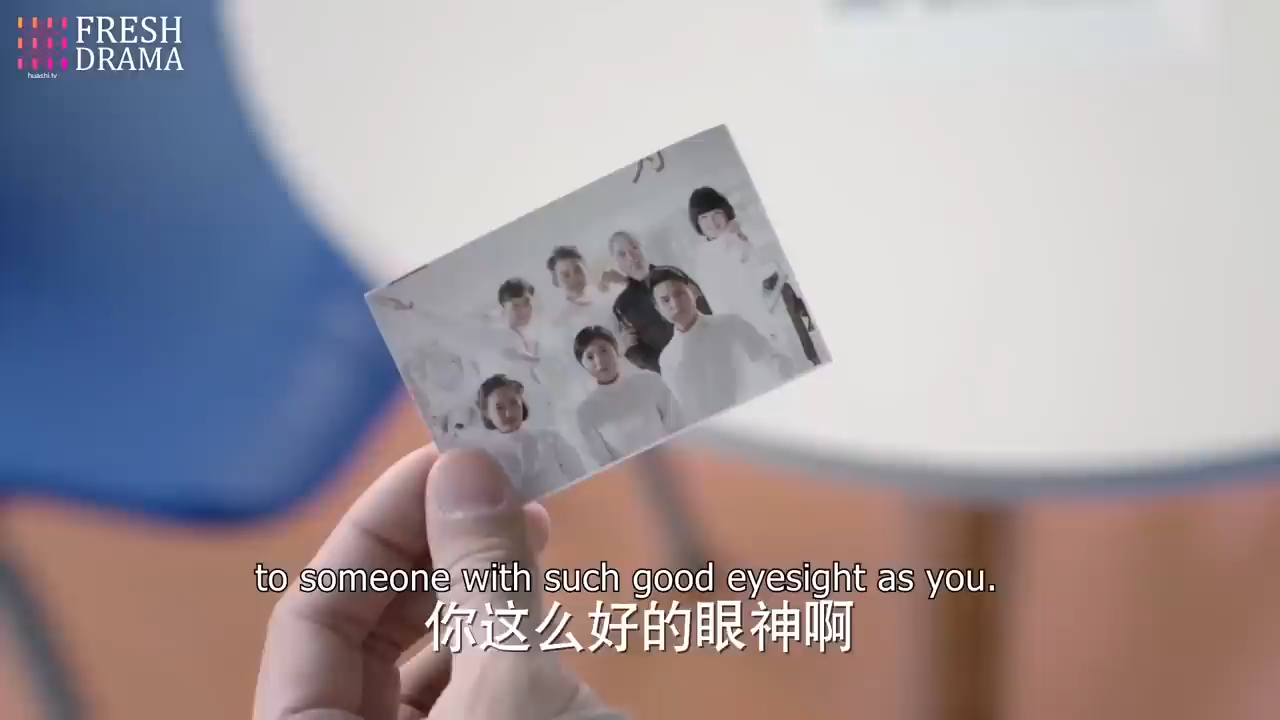 FRESH
DRAMA
huashi.tv
to someone with such good eyesight as you.
你这么好的眼神啊